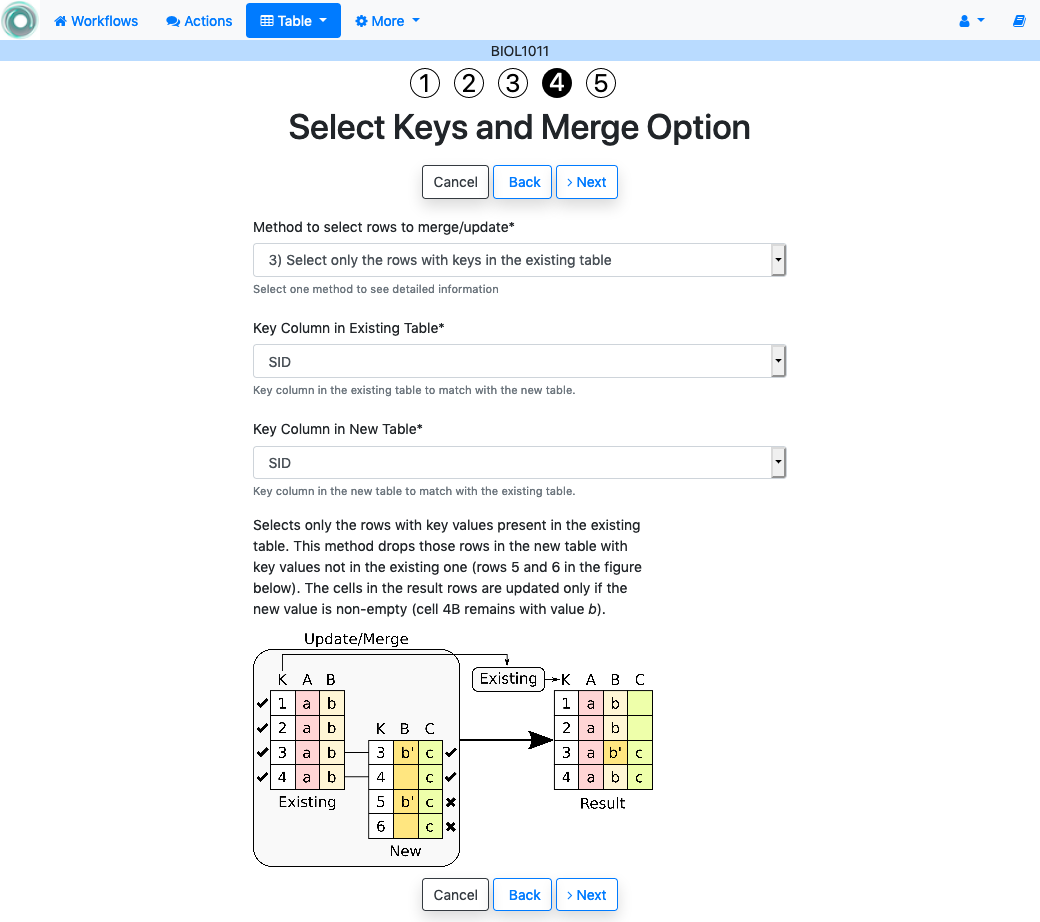 Workflows Actions Table More
BIOL1011
1 2 3 4 5
Select Keys and Merge Option
Cancel Back > Next
Method to select rows to merge/update*
3) Select only the rows with keys in the existing table
Select one method to see detailed information
Key Column in Existing Table*
SID
Key column in the existing table to match with the new table.
Key Column in New Table*
SID
Key column in the new table to match with the existing table.
Selects only the rows with key values present in the existing
table. This method drops those rows in the new table with
key values not in the existing one (rows 5 and 6 in the figure
below). The cells in the result rows are updated only if the
new value is non-empty (cell 4B remains with value b).
Update/Merge
K A B
1 a b
2 a b
3 a b
4 a b
Existing
K B C
3 b' c
4 c
5 b' c
6 c
New
Existing
K A B C
1 a b
2 a b
3 a b' c
4 a b c
Result
Cancel Back > Next